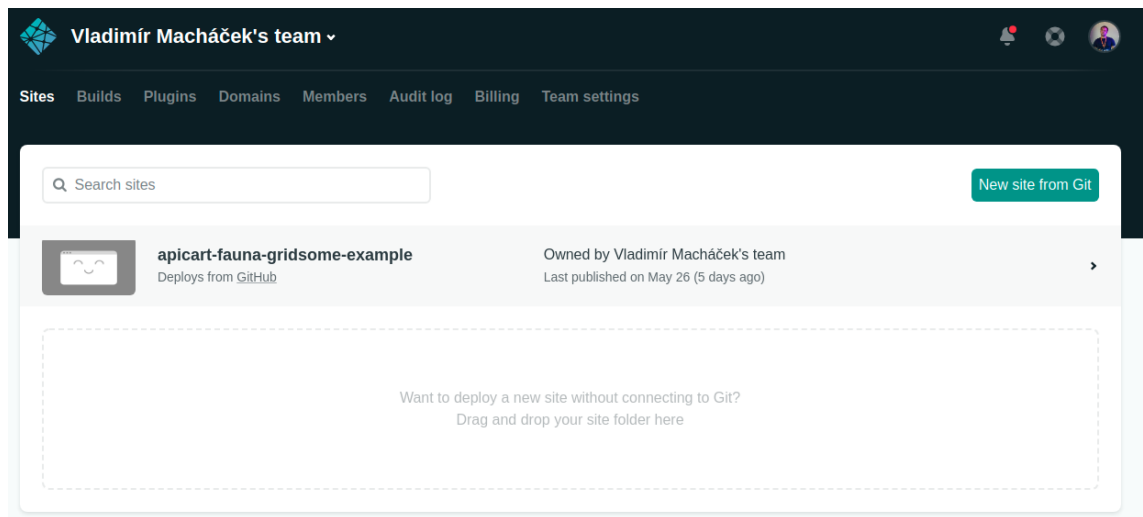 Vladimír Macháček's team
Sites Builds Plugins Domains Members Audit log Billing Team settings
Search sites
New site from Git
apicart-fauna-gridsome-example
Deploys from GitHub
Owned by Vladimír Macháček's team
Last published on May 26 (5 days ago)
Want to deploy a new site without connecting to Git?
Drag and drop your site folder here